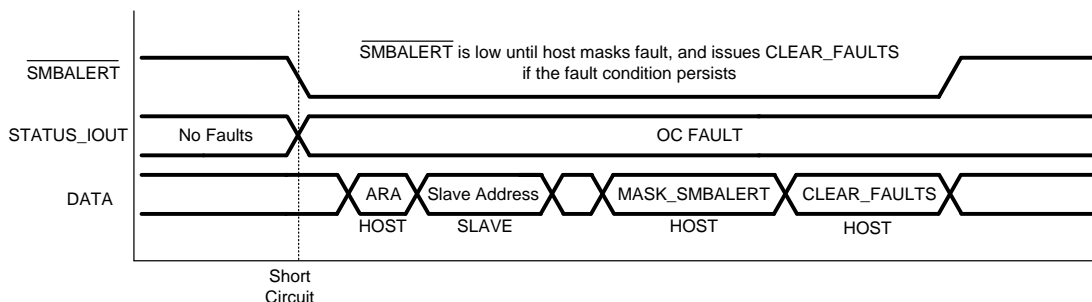 SMBALERT
SMBALERT is low until host masks fault, and issues CLEAR_FAULTS
if the fault condition persists
STATUS_IOUT
No Faults
OC FAULT
DATA
ARA
Slave Address
MASK_SMBALERT
CLEAR_FAULTS
HOST
SLAVE
HOST
HOST
Short
Circuit